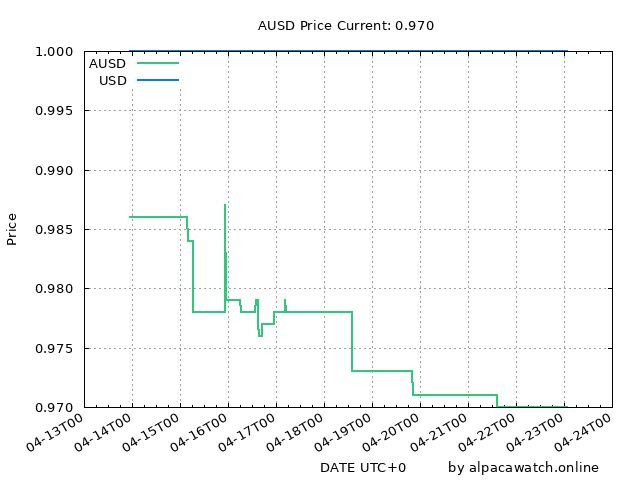 AUSD Price Current: 0.970
1.000
AUSD
USD
0.995
0.990
0.985
Price
0.980
0.975
0.970
04-13T00
04-14T00
04-15T00
04-16T00
04-17T00
04-18T00
04-19T00
04-20T00
04-21T00
04-22T00
04-23T00
04-24T00
DATE UTC+0
by alpacawatch.online